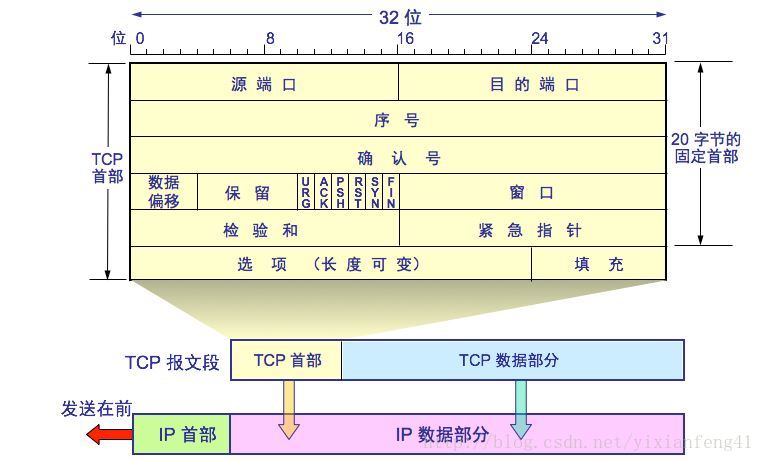 32 位
位 0 8 16 24 31
源 端 口 目 的 端 口
序 号
20 字节的
固定首部
TCP
首部
确 认 号
数据
偏移
保 留
URG
ACK
PSH
RST
SYN
FIN
窗 口
检 验 和 紧 急 指 针
选 项 （长 度 可 变） 填 充
TCP 报文段 TCP 首部 TCP 数据部分
发送在前
IP 首部 IP 数据部分
http://blog.csdn.net/yixianfeng41